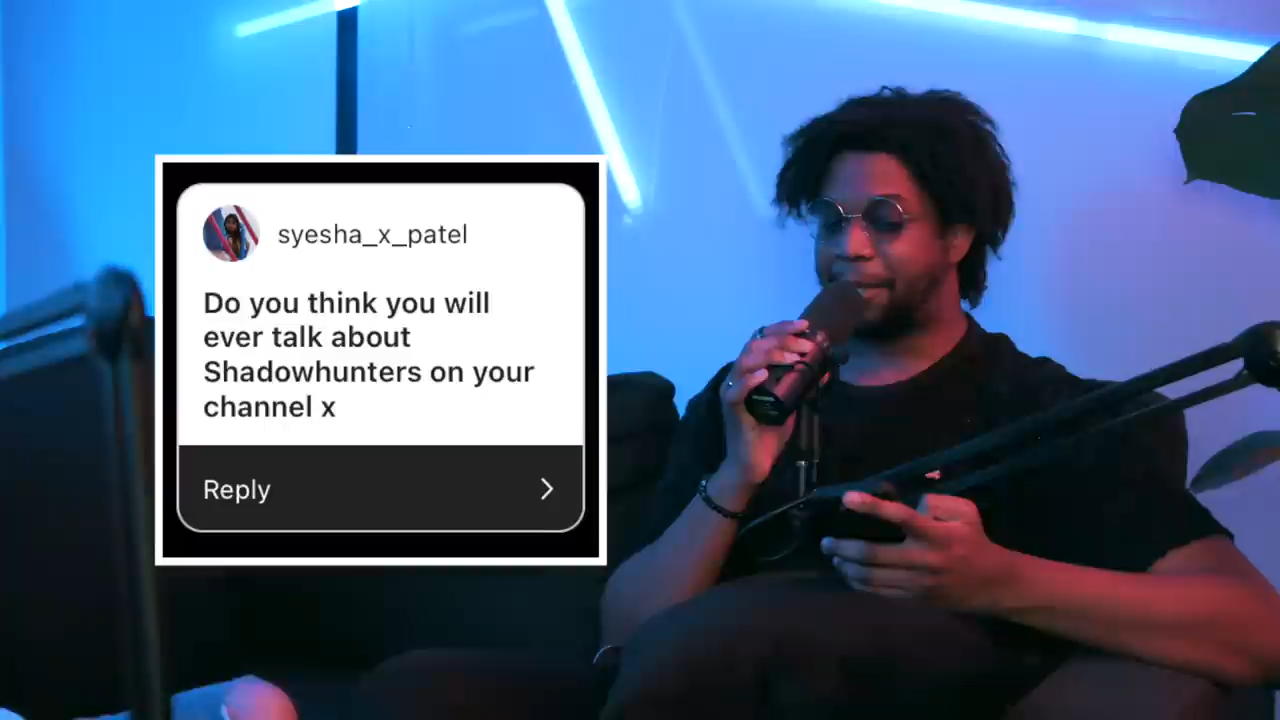 syesha_x_patel
Do you think you will
ever talk about
Shadowhunters on your
channel x
Reply